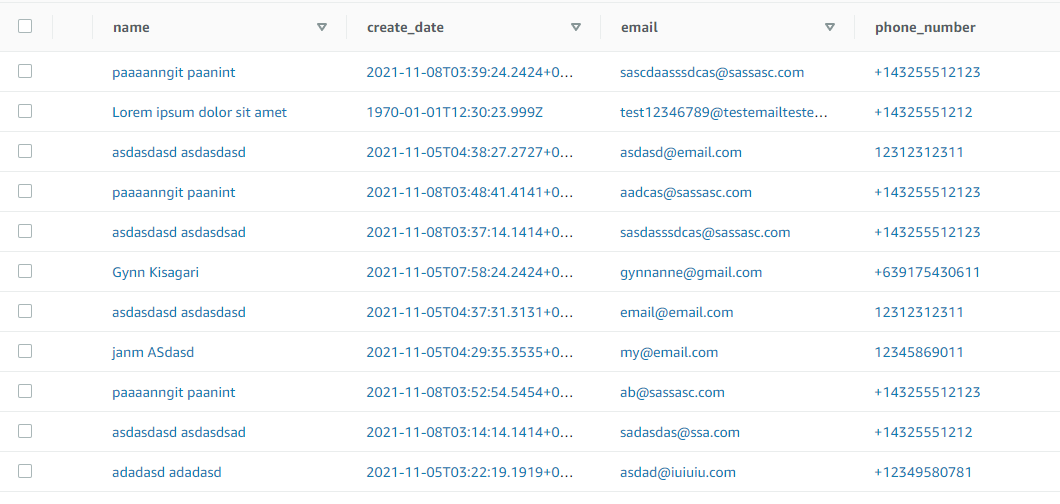 name create_date email phone_number
paaaanngit paanint 2021-11-08T03:39:24.2424+0… sascdaasssdcas@sassasc.com +143255512123
Lorem ipsum dolor sit amet 1970-01-01T12:30:23.999Z test12346789@testemailteste… +14325551212
asdasdasd asdasdasd 2021-11-05T04:38:27.2727+0… asdasd@email.com 12312312311
paaaanngit paanint 2021-11-08T03:48:41.4141+0… aadcas@sassasc.com +143255512123
asdasdasd asdasdsad 2021-11-08T03:37:14.1414+0… sasdasssdcas@sassasc.com +143255512123
Gynn Kisagari 2021-11-05T07:58:24.2424+0… gynnanne@gmail.com +639175430611
asdasdasd asdasdasd 2021-11-05T04:37:31.3131+0… email@email.com 12312312311
janm ASdasd 2021-11-05T04:29:35.3535+0… my@email.com 12345869011
paaaanngit paanint 2021-11-08T03:52:54.5454+0… ab@sassasc.com +143255512123
asdasdasd asdasdsad 2021-11-08T03:14:14.1414+0… sadasdas@ssa.com +14325551212
adadasd adadasd 2021-11-05T03:22:19.1919+0… asdad@iuiuiu.com +12349580781